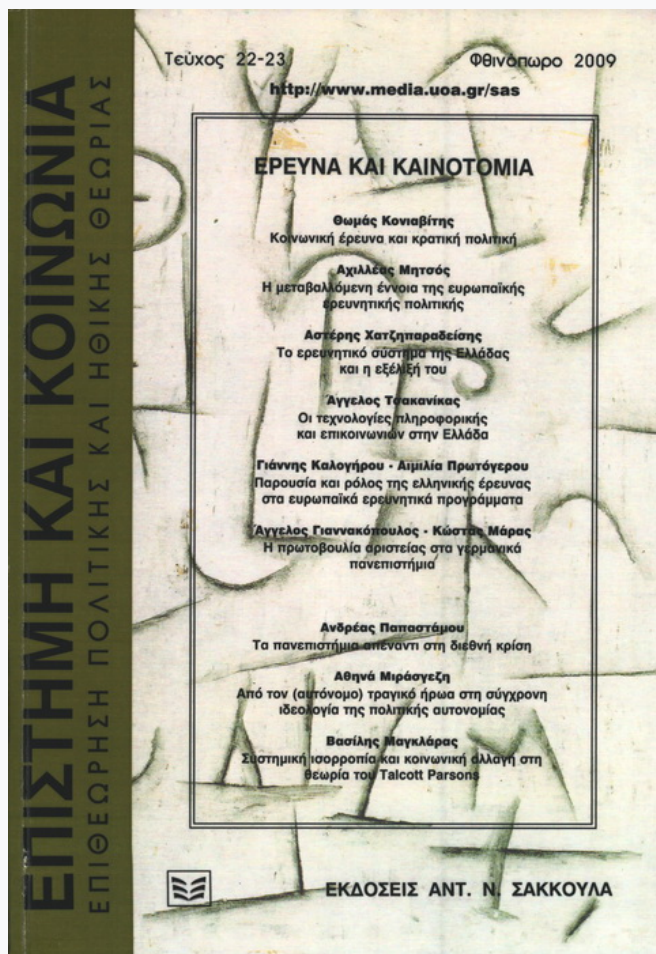 ΕΠΙΣΤΗΜΗ ΚΑΙ ΚΟΙΝΩΝΙΑ
ΕΠΙΘΕΩΡΗΣΗ ΠΟΛΙΤΙΚΗΣ ΚΑΙ ΗΘΙΚΗΣ ΘΕΩΡΙΑΣ
Τεύχος 22-23
Φθινόπωρο 2009
http://www.media.uoa.gr/sas
ΕΡΕΥΝΑ ΚΑΙ ΚΑΙΝΟΤΟΜΙΑ
Θωμάς Κονιαβίτης
Κοινωνική έρευνα και κρατική πολιτική
Αχιλλέας Μητσός
Η μεταβαλλόμενη έννοια της ευρωπαϊκής
ερευνητικής πολιτικής
Αστέρης Χατζηπαραδείσης
Το ερευνητικό σύστημα της Ελλάδας
και η εξέλιξή του
Άγγελος Τσακανίκας
Οι τεχνολογίες πληροφορικής
και επικοινωνιών στην Ελλάδα
Γιάννης Καλογήρου - Αιμιλία Πρωτόγερου
Παρουσία και ρόλος της ελληνικής έρευνας
στα ευρωπαϊκά ερευνητικά προγράμματα
Άγγελος Γιαννακόπουλος - Κώστας Μάρας
Η πρωτοβουλία αριστείας στα γερμανικά
πανεπιστήμια
Ανδρέας Παπαστάμου
Τα πανεπιστήμια απέναντι στη διεθνή κρίση
Αθηνά Μιράσγεζη
Από τον (αυτόνομο) τραγικό ήρωα στη σύγχρονη
ιδεολογία της πολιτικής αυτονομίας
Βασίλης Μαγκλάρας
Συστημική ισορροπία και κοινωνική αλλαγή στη
θεωρία του Talcott Parsons
ΕΚΔΟΣΕΙΣ ΑΝΤ. Ν. ΣΑΚΚΟΥΛΑ